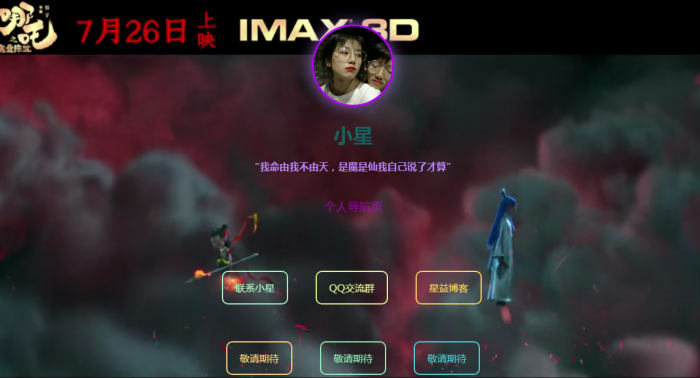 哪吒
之
7月26日 上映 IMAX 3D
小星
"我命由我不由天，是魔是仙我自己说了才算"
个人导航页
联系小星 QQ交流群 星益博客
敬请期待 敬请期待 敬请期待